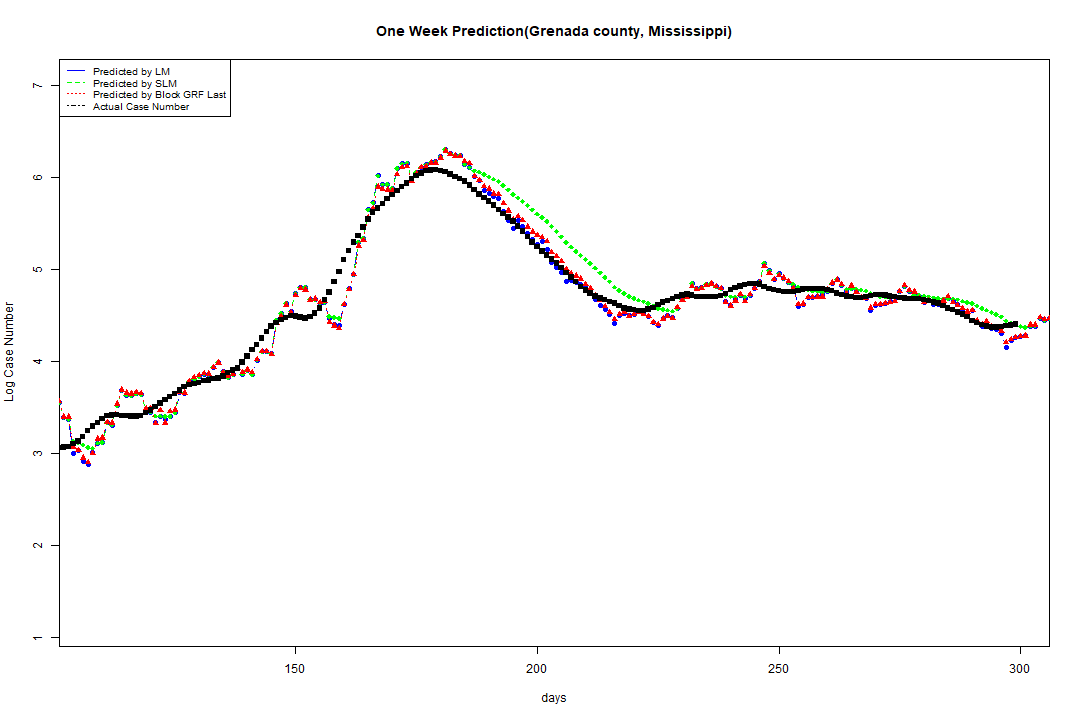 One Week Prediction(Grenada county, Mississippi)
Predicted by LM
Predicted by SLM
Predicted by Block GRF Last
Actual Case Number
7
6
5
4
3
2
1
Log Case Number
150 200 250 300
days